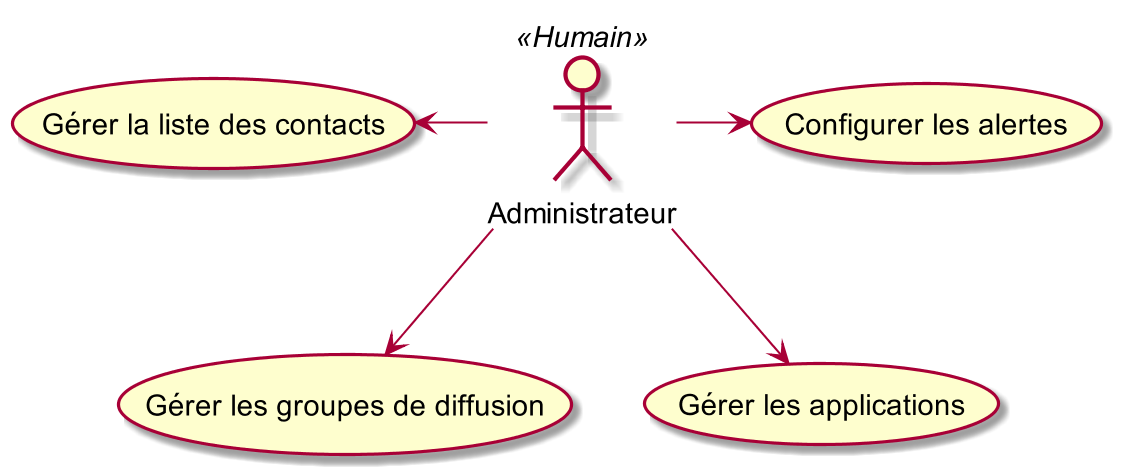 «Humain»
Gérer la liste des contacts
Configurer les alertes
Administrateur
Gérer les groupes de diffusion
Gérer les applications